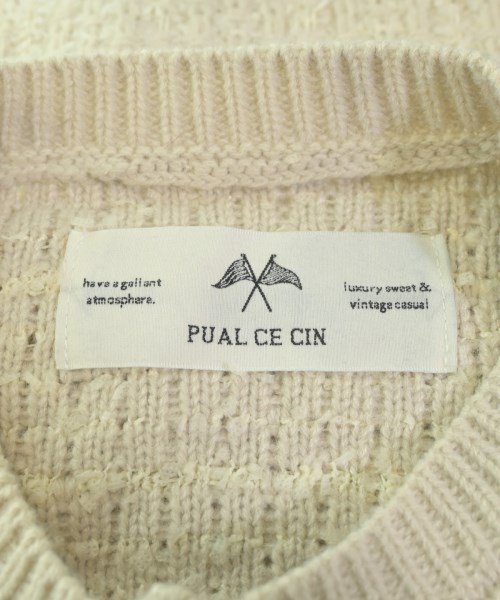 have a gallant
atmosphere.
luxury sweet &
vintage casual
PUAL CE CIN